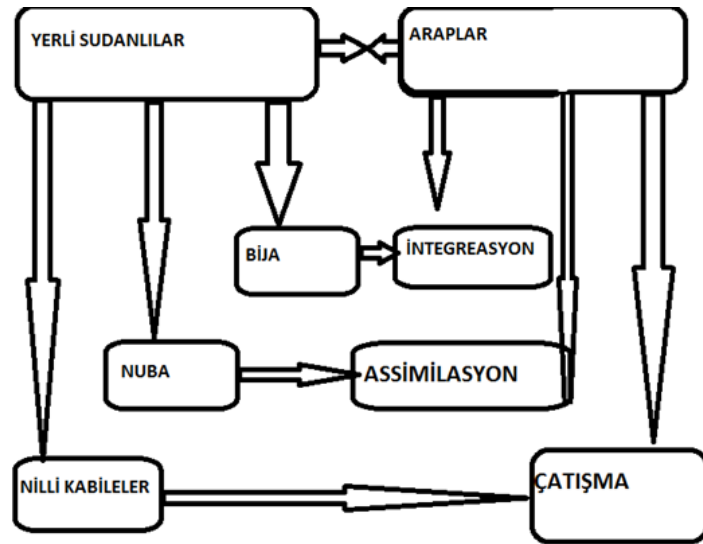 YERLİ SUDANLILAR
ARAPLAR
BİJA
İNTEGREASYON
NUBA
ASSİMİLASYON
NİLLİ KABİLELER
ÇATIŞMA